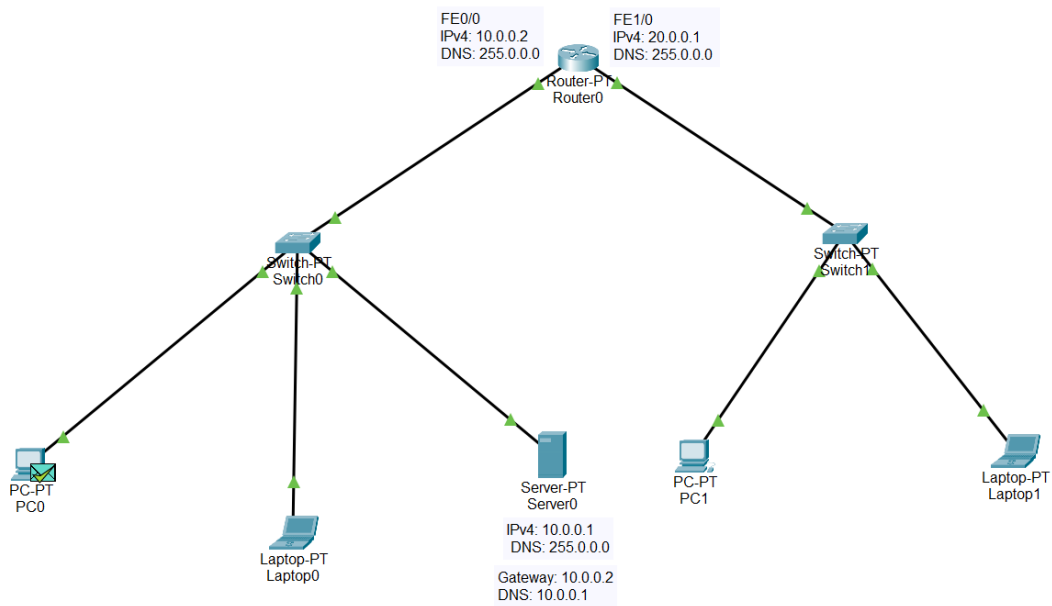 FE0/0
IPv4: 10.0.0.2
DNS: 255.0.0.0
FE1/0
IPv4: 20.0.0.1
DNS: 255.0.0.0
Router-PT
Router0
Switch-PT
Switch0
Switch-PT
Switch1
PC-PT
PC0
Laptop-PT
Laptop0
Server-PT
Server0
IPv4: 10.0.0.1
DNS: 255.0.0.0
Gateway: 10.0.0.2
DNS: 10.0.0.1
PC-PT
PC1
Laptop-PT
Laptop1